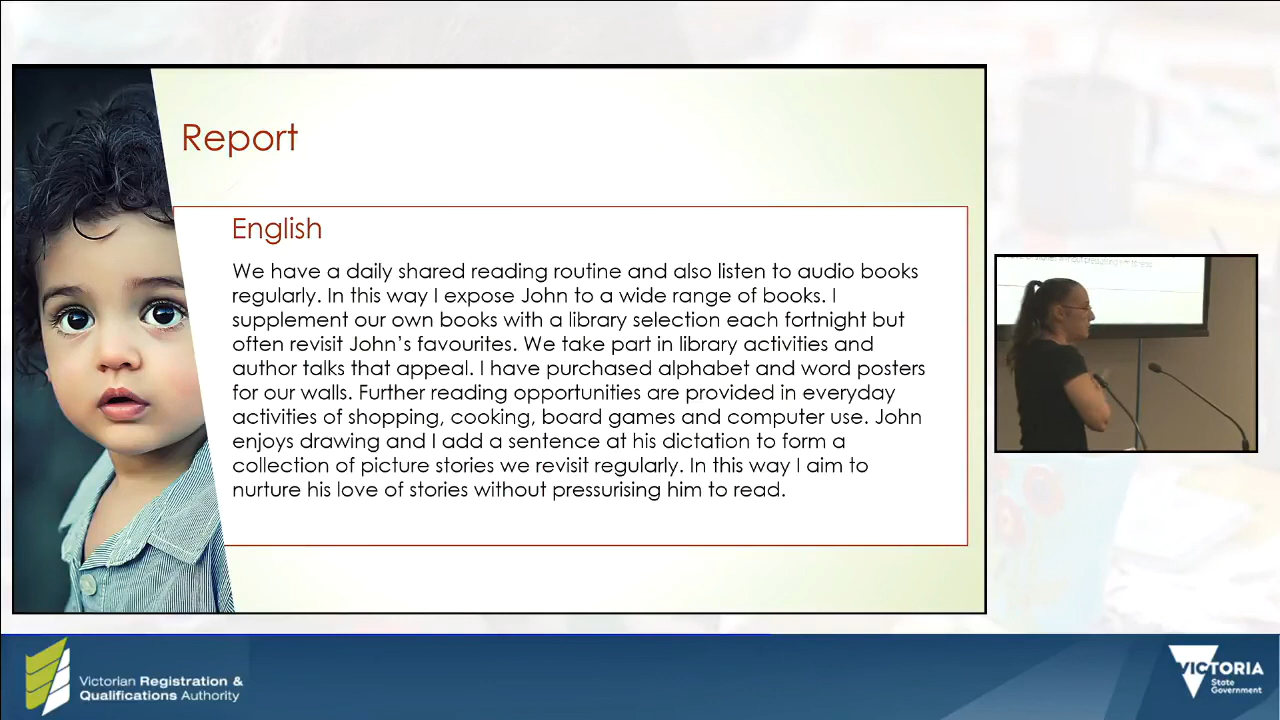 Report
English
We have a daily shared reading routine and also listen to audio books
regularly. In this way I expose John to a wide range of books. I
supplement our own books with a library selection each fortnight but
often revisit John’s favourites. We take part in library activities and
author talks that appeal. I have purchased alphabet and word posters
for our walls. Further reading opportunities are provided in everyday
activities of shopping, cooking, board games and computer use. John
enjoys drawing and I add a sentence at his dictation to form a
collection of picture stories we revisit regularly. In this way I aim to
nurture his love of stories without pressurising him to read.
without pressurising him to read
Victorian Registration &
Qualifications Authority
VICTORIA
State
Government